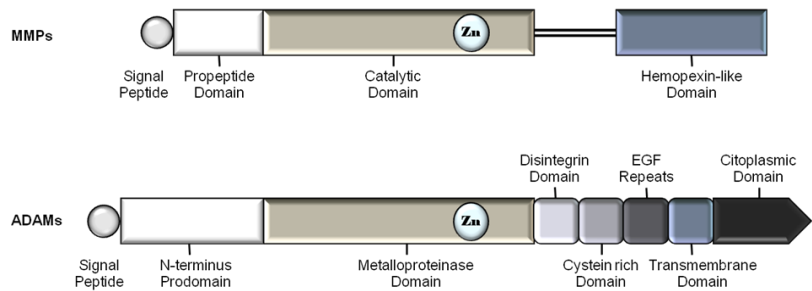 MMPs
Zn
Signal
Peptide
Propeptide
Domain
Catalytic
Domain
Hemopexin-like
Domain
Disintegrin
Domain
EGF
Repeats
Citoplasmic
Domain
ADAMs
Zn
Signal
Peptide
N-terminus
Prodomain
Metalloproteinase
Domain
Cystein rich
Domain
Transmembrane
Domain